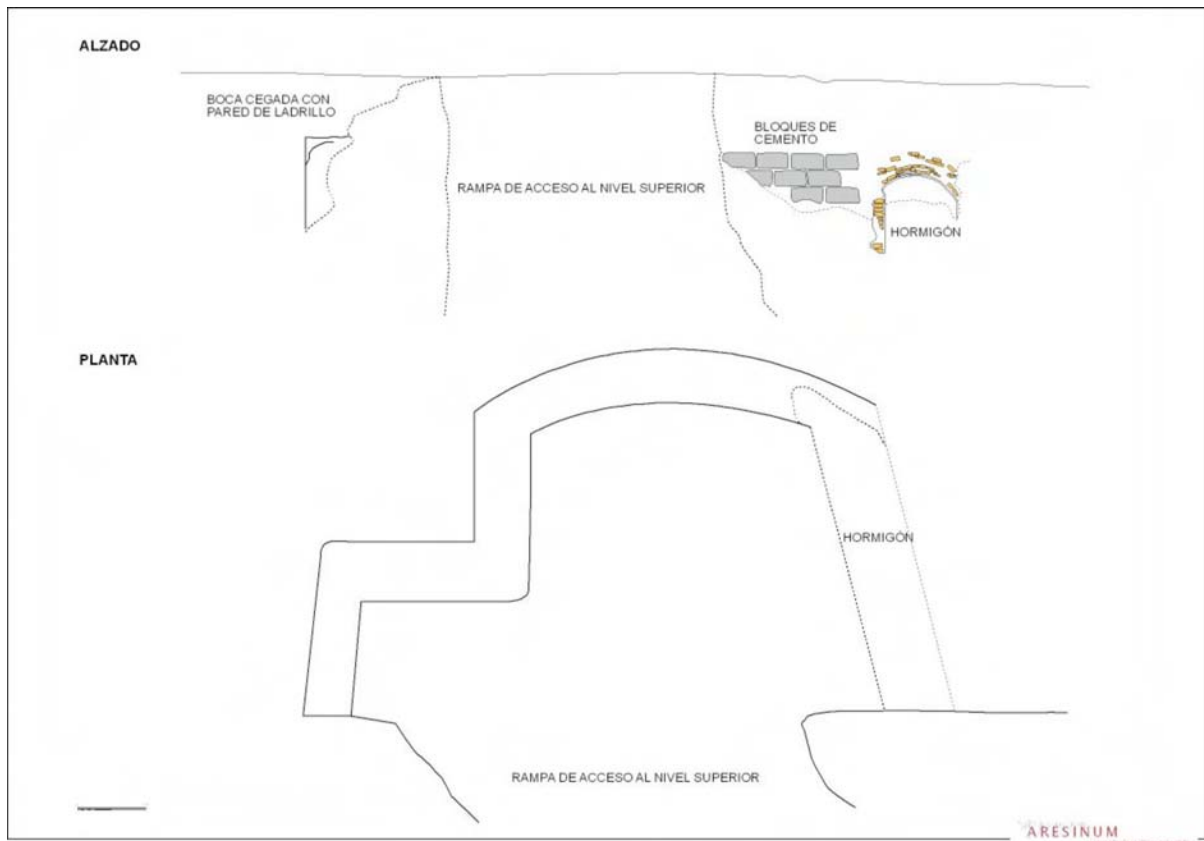 ALZADO
BOCA CEGADA CON
PARED DE LADRILLO
BLOQUES DE
CEMENTO
RAMPA DE ACCESO AL NIVEL SUPERIOR
HORMIGÓN
PLANTA
HORMIGÓN
RAMPA DE ACCESO AL NIVEL SUPERIOR
ARESINUM